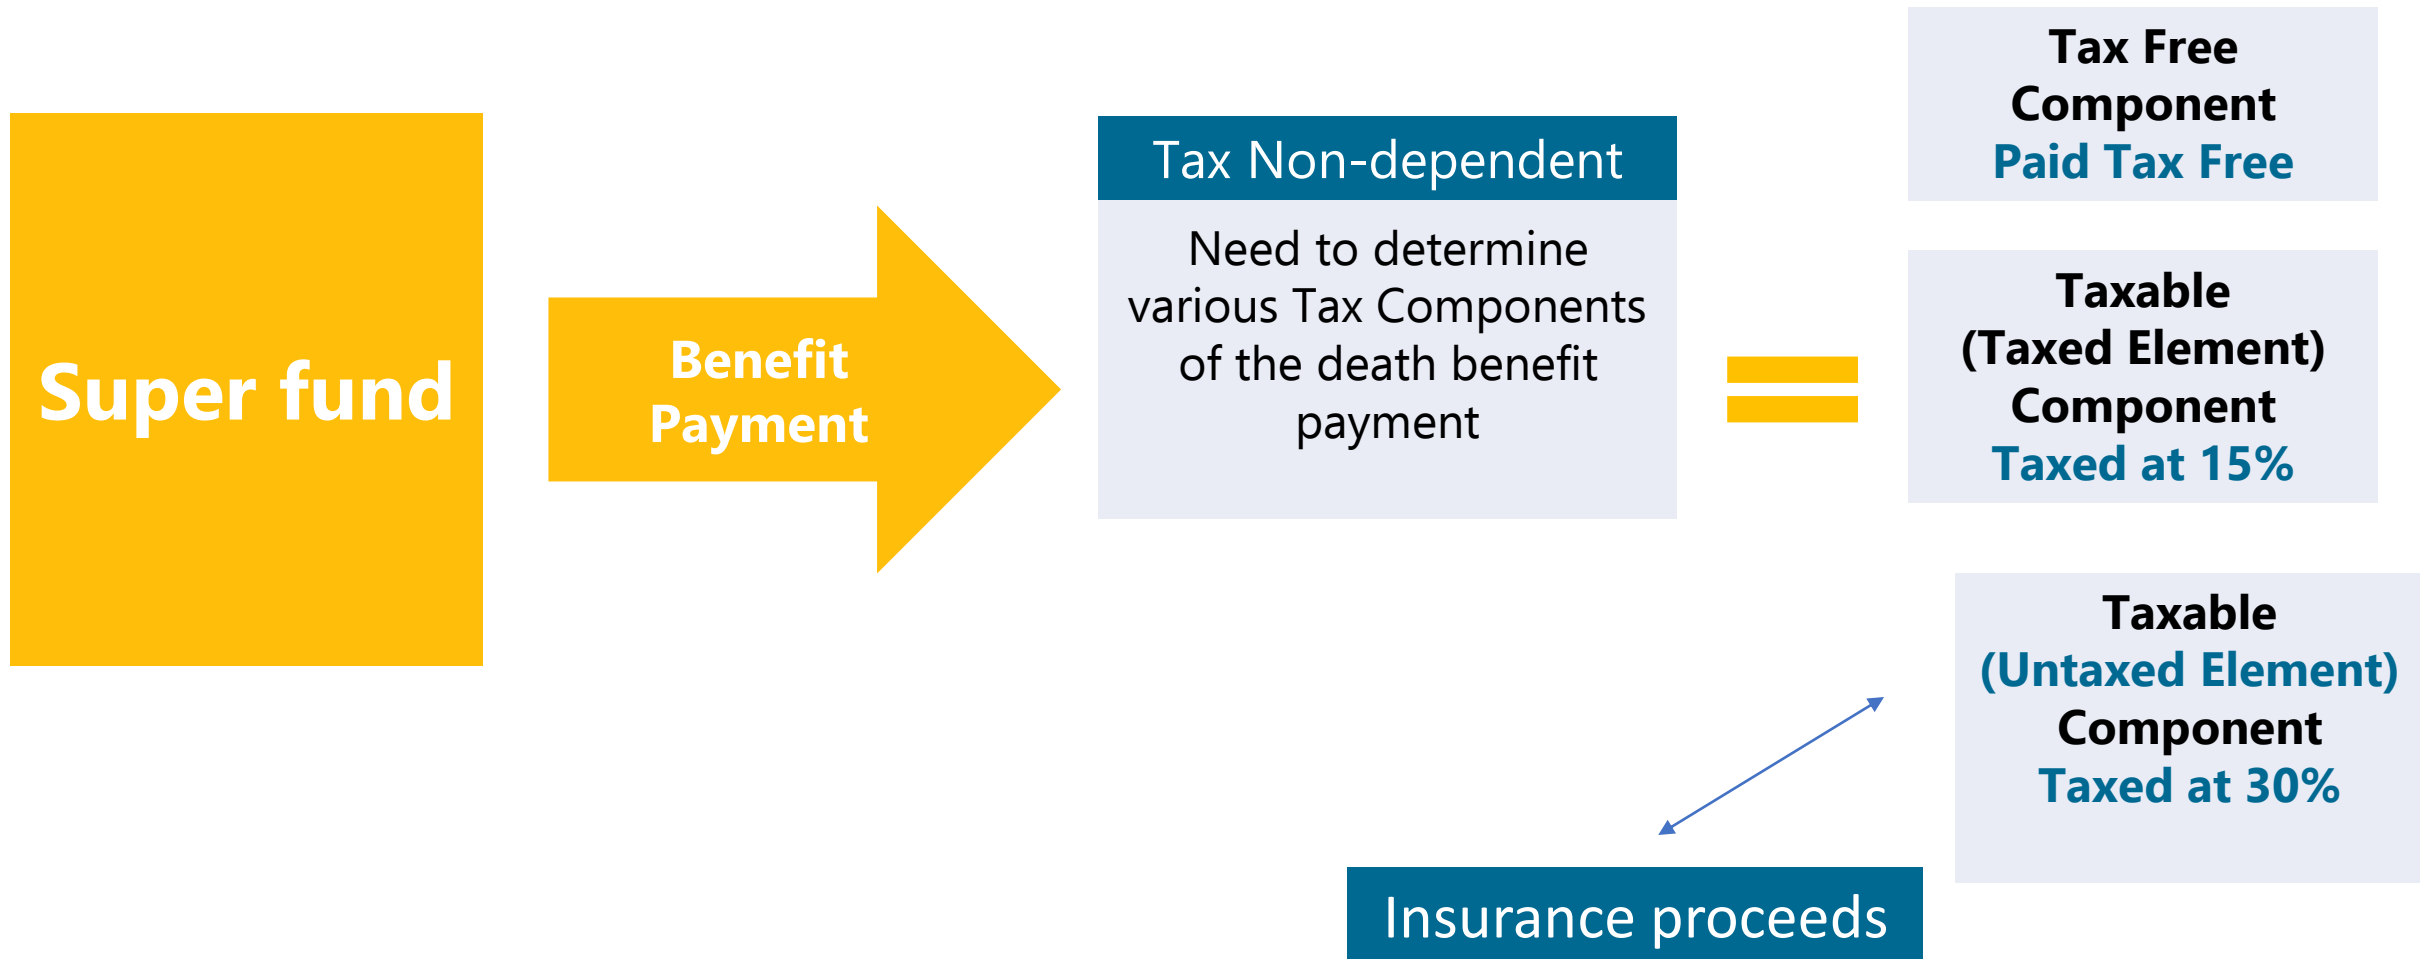 Super fund
Benefit
Payment
Tax Non-dependent
Need to determine
various Tax Components
of the death benefit
payment
Tax Free
Component
Paid Tax Free
Taxable
(Taxed Element)
Component
Taxed at 15%
Taxable
(Untaxed Element)
Component
Taxed at 30%
Insurance proceeds